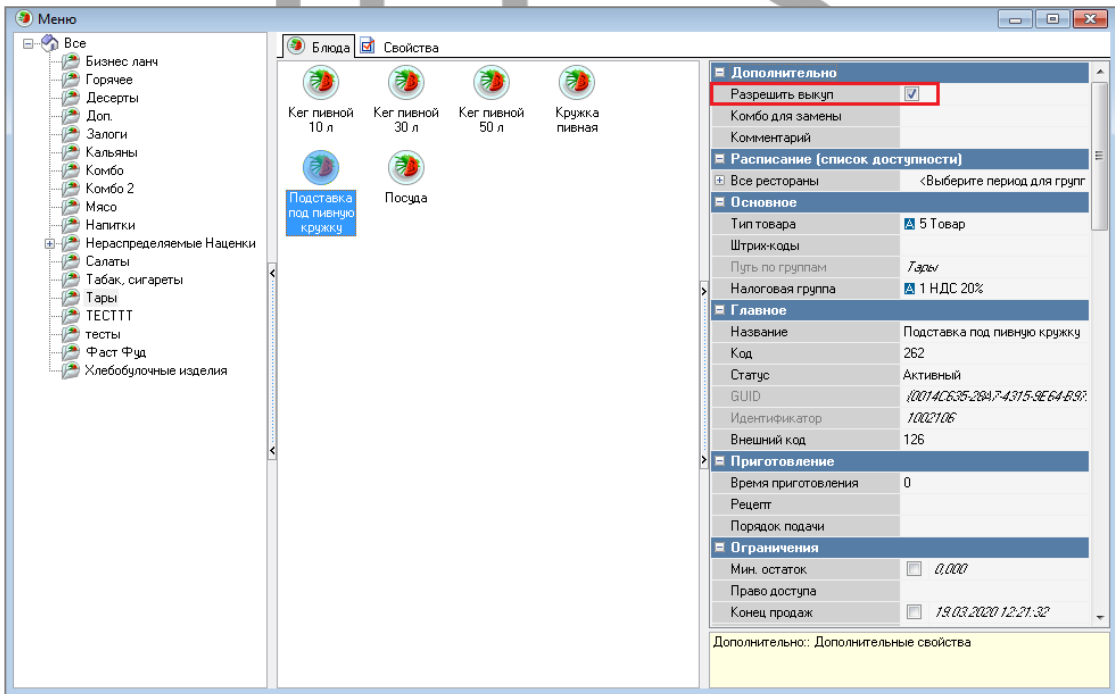 Меню
Все
Бизнес ланч
Горячее
Десерты
Доп.
Залоги
Кальяны
Комбо
Комбо 2
Мясо
Напитки
Нераспределяемые Наценки
Салаты
Табак, сигареты
Тары
ТЕСТТТ
тесты
Фаст Фуд
Хлебобулочные изделия
Блюда Свойства
Кег пивной 10 л
Кег пивной 30 л
Кег пивной 50 л
Кружка пивная
Подставка под пивную кружку
Посуда
Дополнительно
Разрешить выкуп
Комбо для замены
Комментарий
Расписание (список доступности)
Все рестораны <Выберите период для групп
Основное
Тип товара 5 Товар
Штрих-коды
Путь по группам Тары
Налоговая группа 1 НДС 20%
Главное
Название Подставка под пивную кружку
Код 262
Статус Активный
GUID {0014C635-28A7-4315-9E64-B97
Идентификатор 1002106
Внешний код 126
Приготовление
Время приготовления 0
Рецепт
Порядок подачи
Ограничения
Мин. остаток 0,000
Право доступа
Конец продаж 19.03.2020 12:21:32
Дополнительно:: Дополнительные свойства